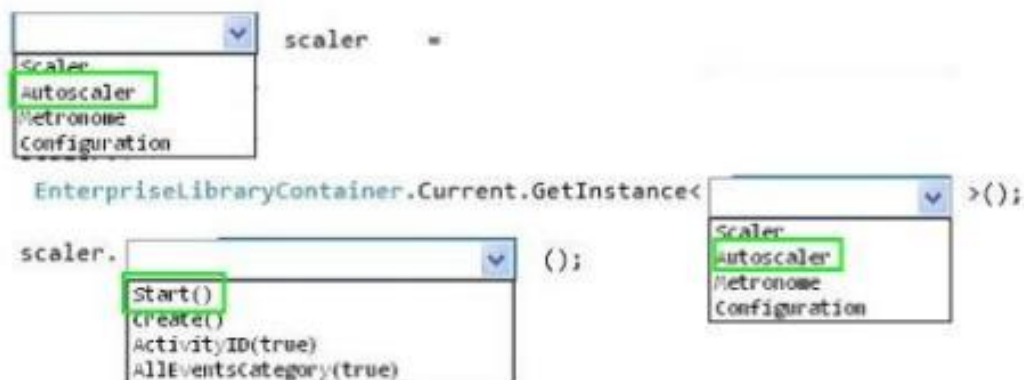 scaler =
Scaler
Autoscaler
Metronome
Configuration
EnterpriseLibraryContainer.Current.GetInstance< >();
Scaler
Autoscaler
Metronome
Configuration
scaler. ();
Start()
Create()
ActivityID(true)
AllEventsCategory(true)